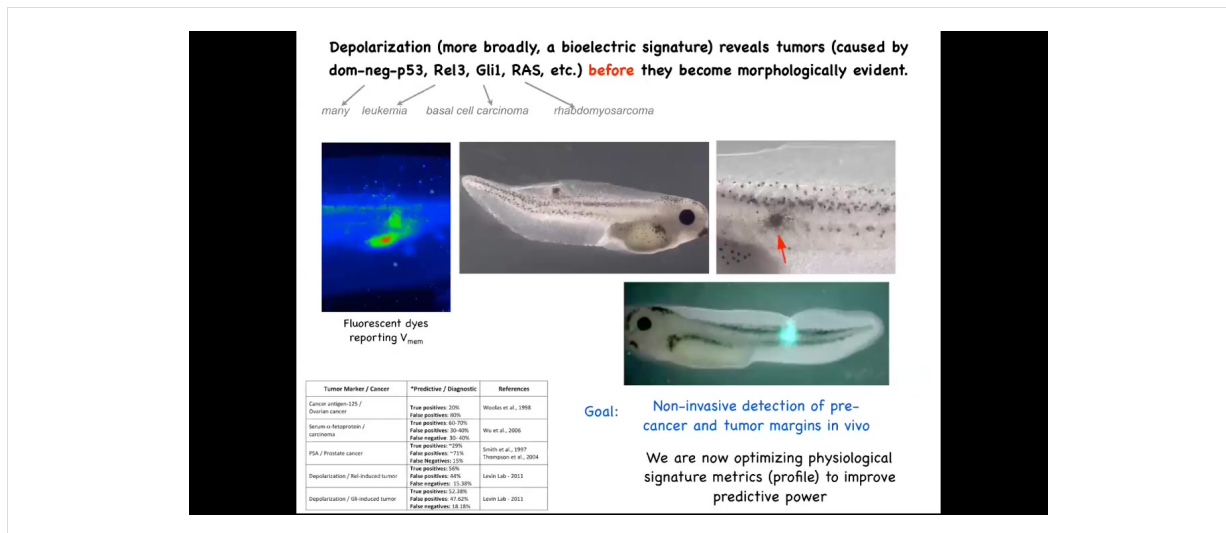 Depolarization (more broadly, a bioelectric signature) reveals tumors (caused by
dom-neg-p53, Rel3, Gli1, RAS, etc.) before they become morphologically evident.
many leukemia basal cell carcinoma rhabdomyosarcoma
Fluorescent dyes
reporting Vmem
Tumor Marker / Cancer *Predictive / Diagnostic References
Cancer antigen-125 /
Ovarian cancer
True positives: 20%
False positives: 80%
Woolas et al., 1998
Serum-α-fetaprotein /
carcinoma
True positives: 60-70%
False positives: 30-40%
False negative: 30- 40%
Wu et al., 2006
PSA / Prostate cancer
True positives: ~29%
False positives: ~71%
False Negatives: 15%
Smith et al., 1997
Thompson et al., 2004
Depolarization / Rel-induced tumor
True positives: 56%
False positives: 44%
False negatives: 15.38%
Levin Lab - 2011
Depolarization / Gli-induced tumor
True positives: 52.38%
False positives: 47.62%
False negatives: 18.18%
Levin Lab - 2011
Goal:
Non-invasive detection of pre-
cancer and tumor margins in vivo
We are now optimizing physiological
signature metrics (profile) to improve
predictive power